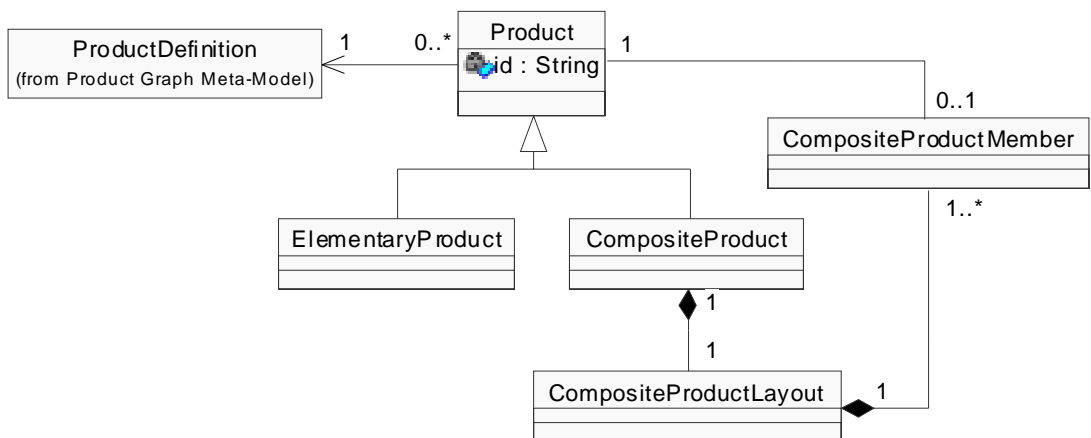 Product
ProductDefinition
(from Product Graph Meta-Model)
1
0..*
id : String
1
0..1
CompositeProductMember
1..*
ElementaryProduct
CompositeProduct
1
1
CompositeProductLayout
1